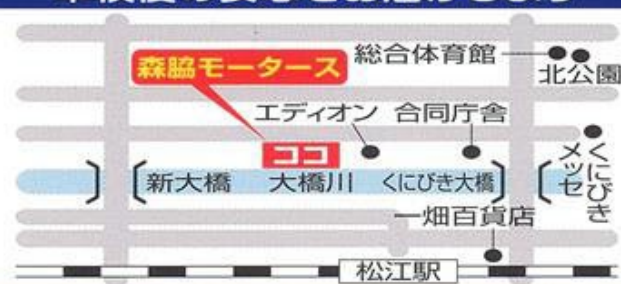 総合体育館
北公園
森脇モータース
エディオン
合同庁舎
ココ
新大橋
大橋川
くにびき大橋
くにびき
メッセ
一畑百貨店
松江駅